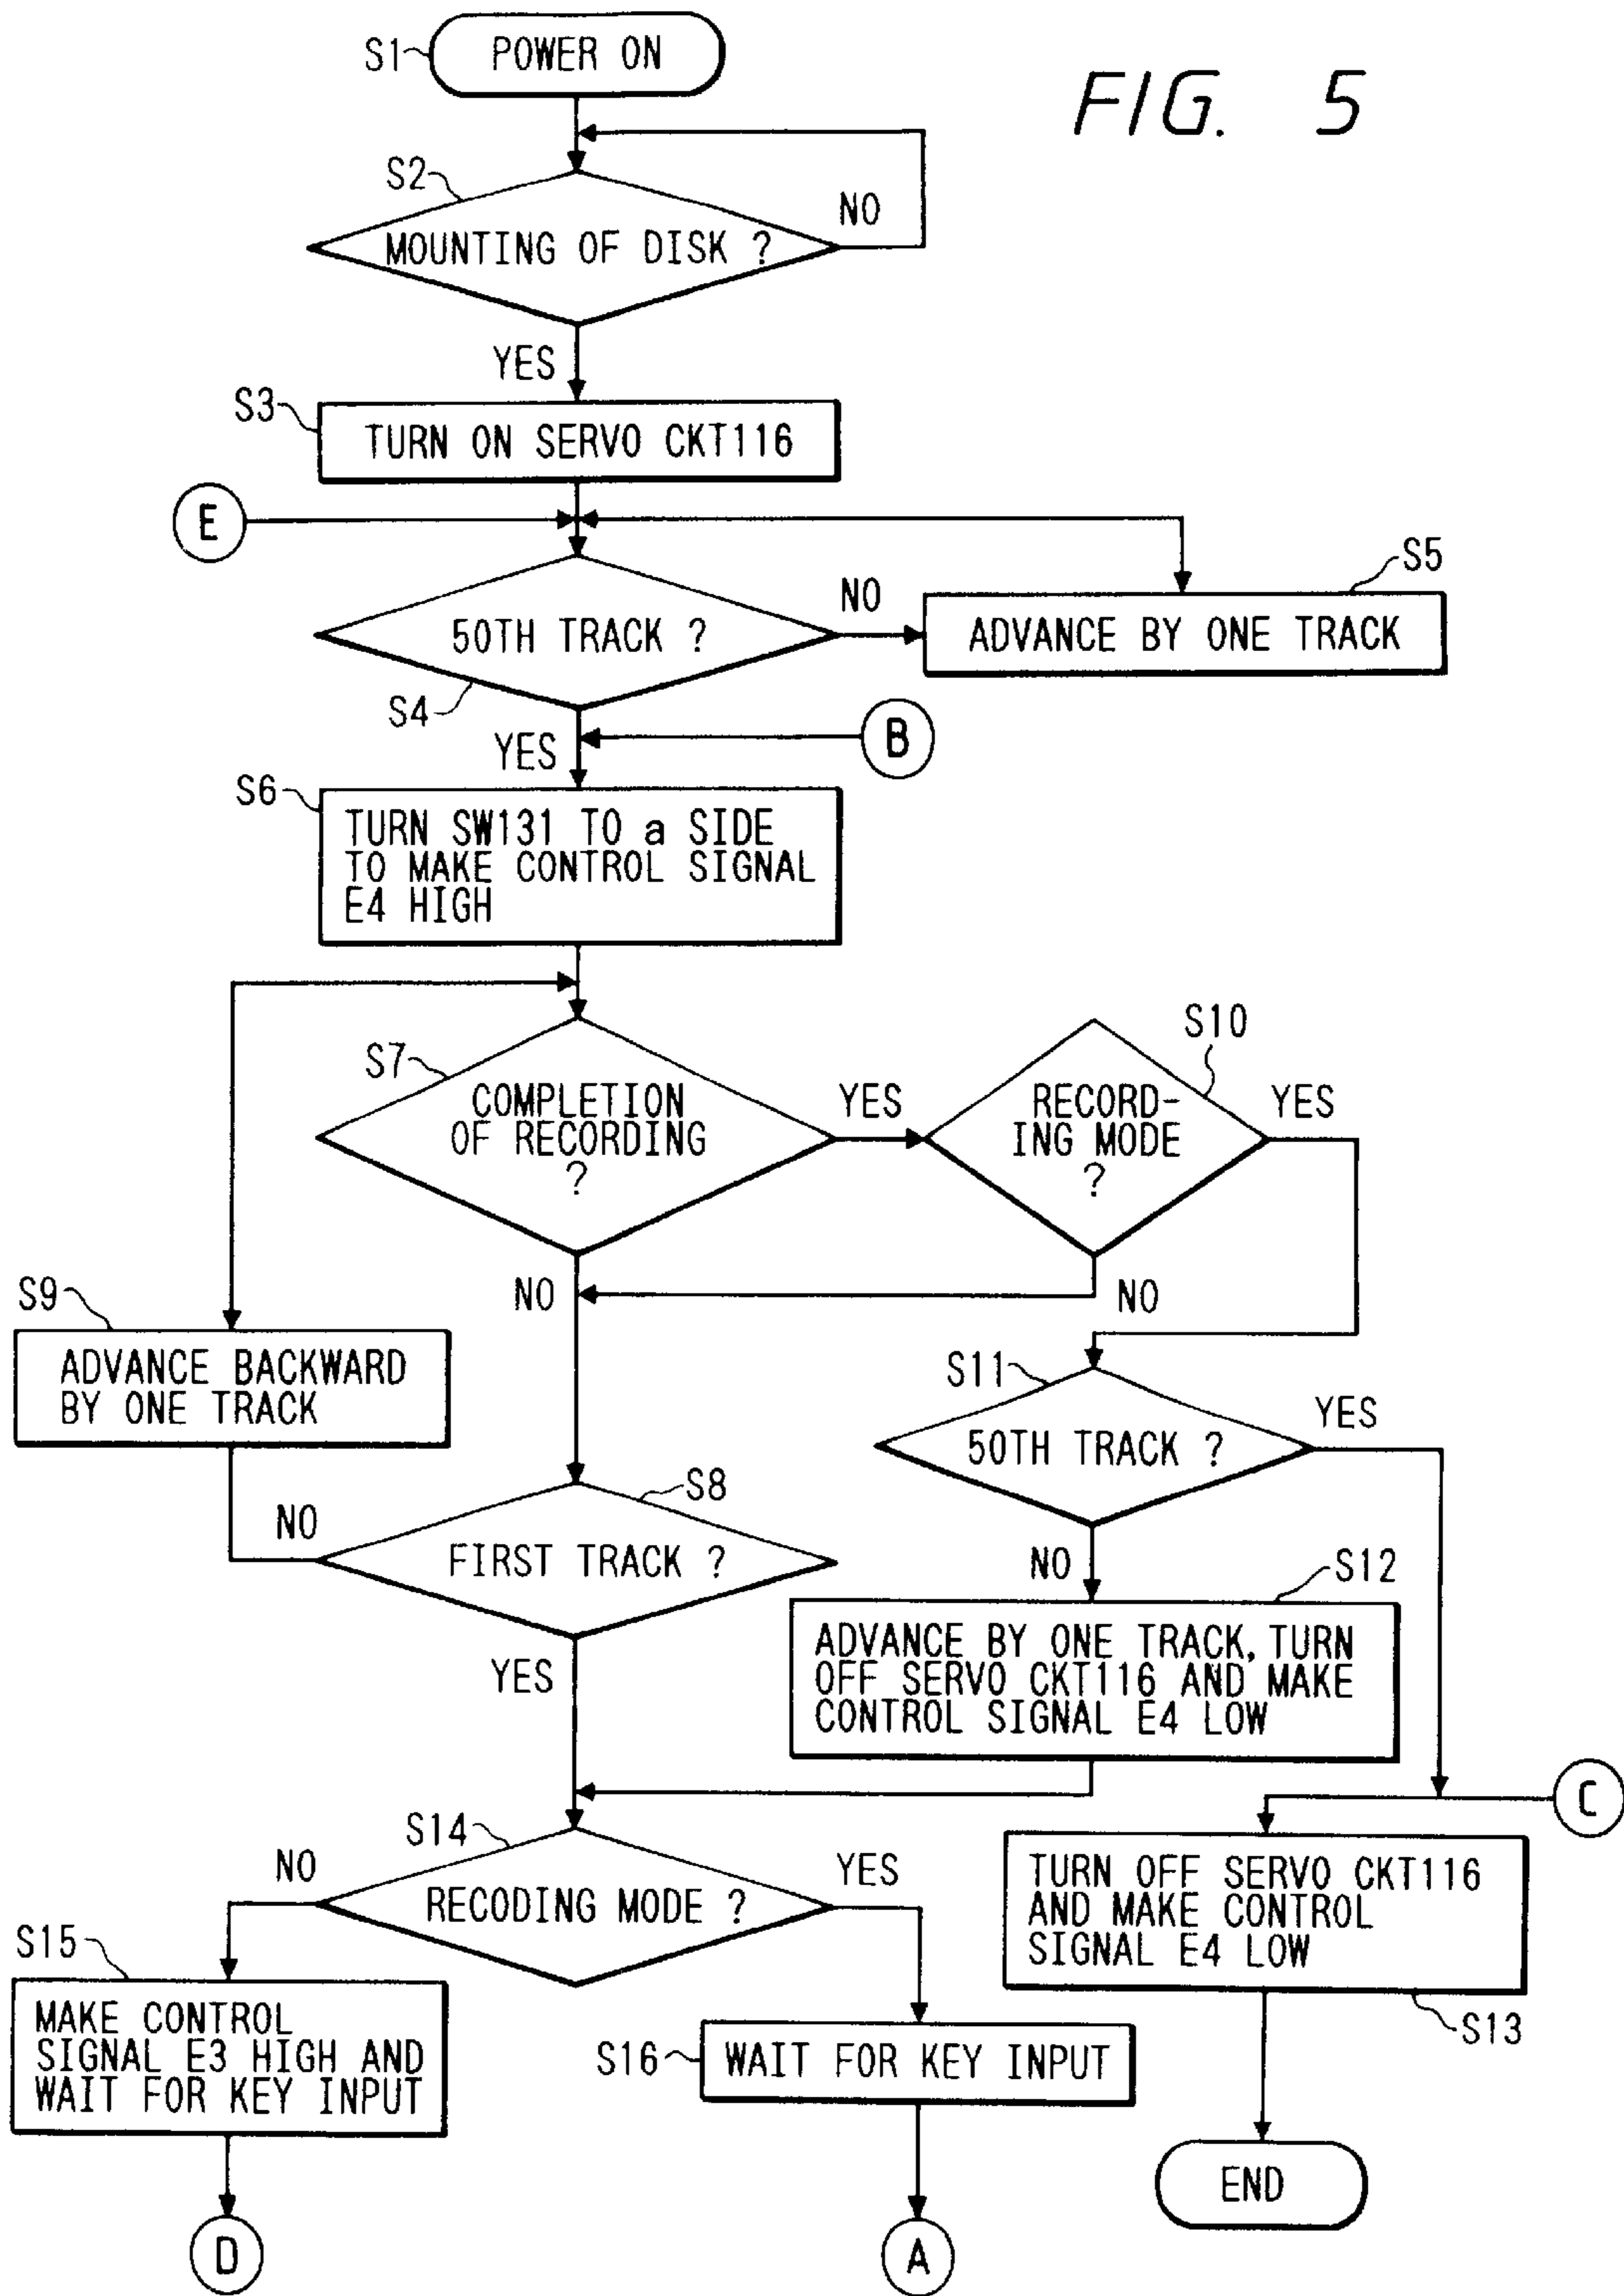 FIG. 5
S1
POWER ON
S2
MOUNTING OF DISK ?
NO
YES
S3
TURN ON SERVO CKT116
E
S4
50TH TRACK ?
NO
S5
ADVANCE BY ONE TRACK
YES
B
S6
TURN SW131 TO a SIDE
TO MAKE CONTROL SIGNAL
E4 HIGH
S7
COMPLETION
OF RECORDING
?
YES
S10
RECORD-
ING MODE
?
YES
NO
NO
S9
ADVANCE BACKWARD
BY ONE TRACK
S11
50TH TRACK ?
YES
S8
FIRST TRACK ?
NO
NO
S12
ADVANCE BY ONE TRACK, TURN
OFF SERVO CKT116 AND MAKE
CONTROL SIGNAL E4 LOW
YES
C
S14
RECODING MODE ?
NO
YES
TURN OFF SERVO CKT116
AND MAKE CONTROL
SIGNAL E4 LOW
S13
S15
MAKE CONTROL
SIGNAL E3 HIGH AND
WAIT FOR KEY INPUT
S16
WAIT FOR KEY INPUT
END
D
A